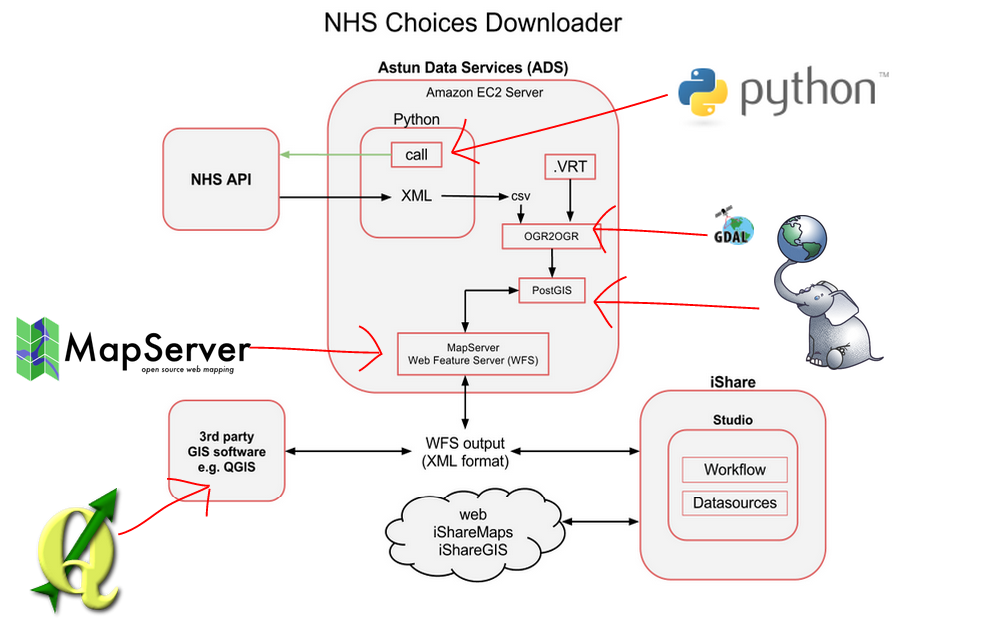 NHS Choices Downloader
Astun Data Services (ADS)
Amazon EC2 Server
Python
call
NHS API
XML
csv
.VRT
OGR2OGR
PostGIS
MapServer
Web Feature Server (WFS)
python™
GDAL
MapServer
open source web mapping
3rd party
GIS software
e.g. QGIS
WFS output
(XML format)
iShare
Studio
Workflow
Datasources
web
iShareMaps
iShareGIS
Q